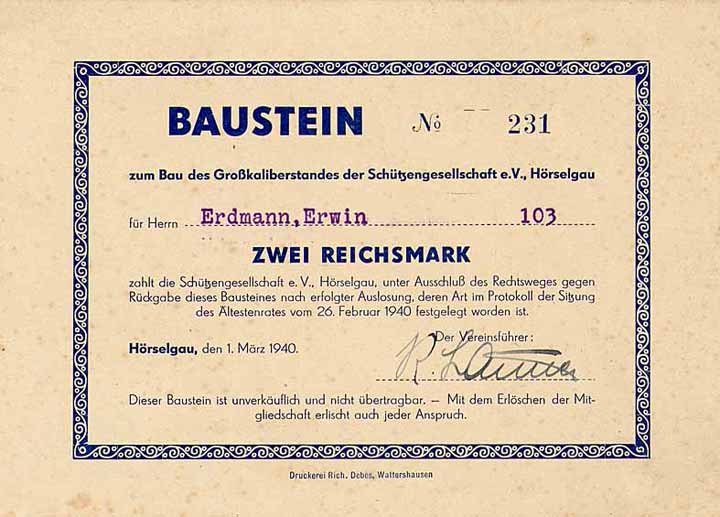 BAUSTEIN № 231
zum Bau des Großkaliberstandes der Schützengesellschaft e.V., Hörselgau
für Herrn Erdmann,Erwin 103
ZWEI REICHSMARK
zahlt die Schützengesellschaft e. V., Hörselgau, unter Ausschluß des Rechtsweges gegen
Rückgabe dieses Bausteines nach erfolgter Auslosung, deren Art im Protokoll der Sitzung
des Ältestenrates vom 26. Februar 1940 festgelegt worden ist.
Der Vereinsführer:
Hörselgau, den 1. März 1940.
Dieser Baustein ist unverkäuflich und nicht übertragbar. — Mit dem Erlöschen der Mit-
gliedschaft erlischt auch jeder Anspruch.
Druckerei Rich. Debes, Waltershausen